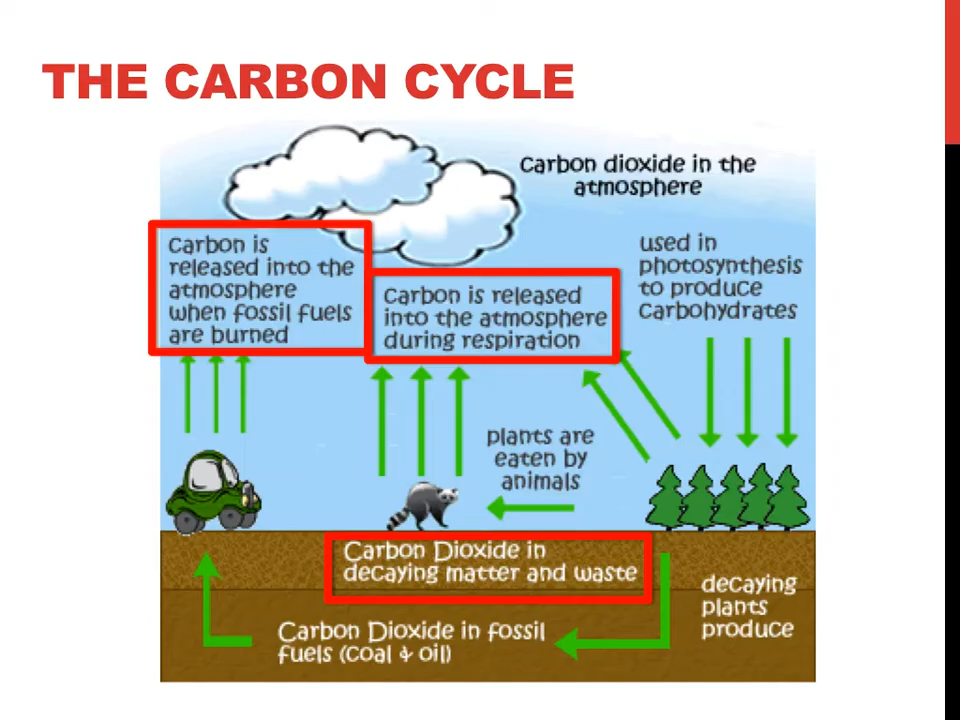 THE CARBON CYCLE
Carbon dioxide in the
atmosphere
Carbon is
released into the
atmosphere
when fossil fuels
are burned
Carbon is released
into the atmosphere
during respiration
used in
photosynthesis
to produce
carbohydrates
plants are
eaten by
animals
Carbon Dioxide in
decaying matter and waste
decaying
plants
produce
Carbon Dioxide in fossil
fuels (coal & oil)